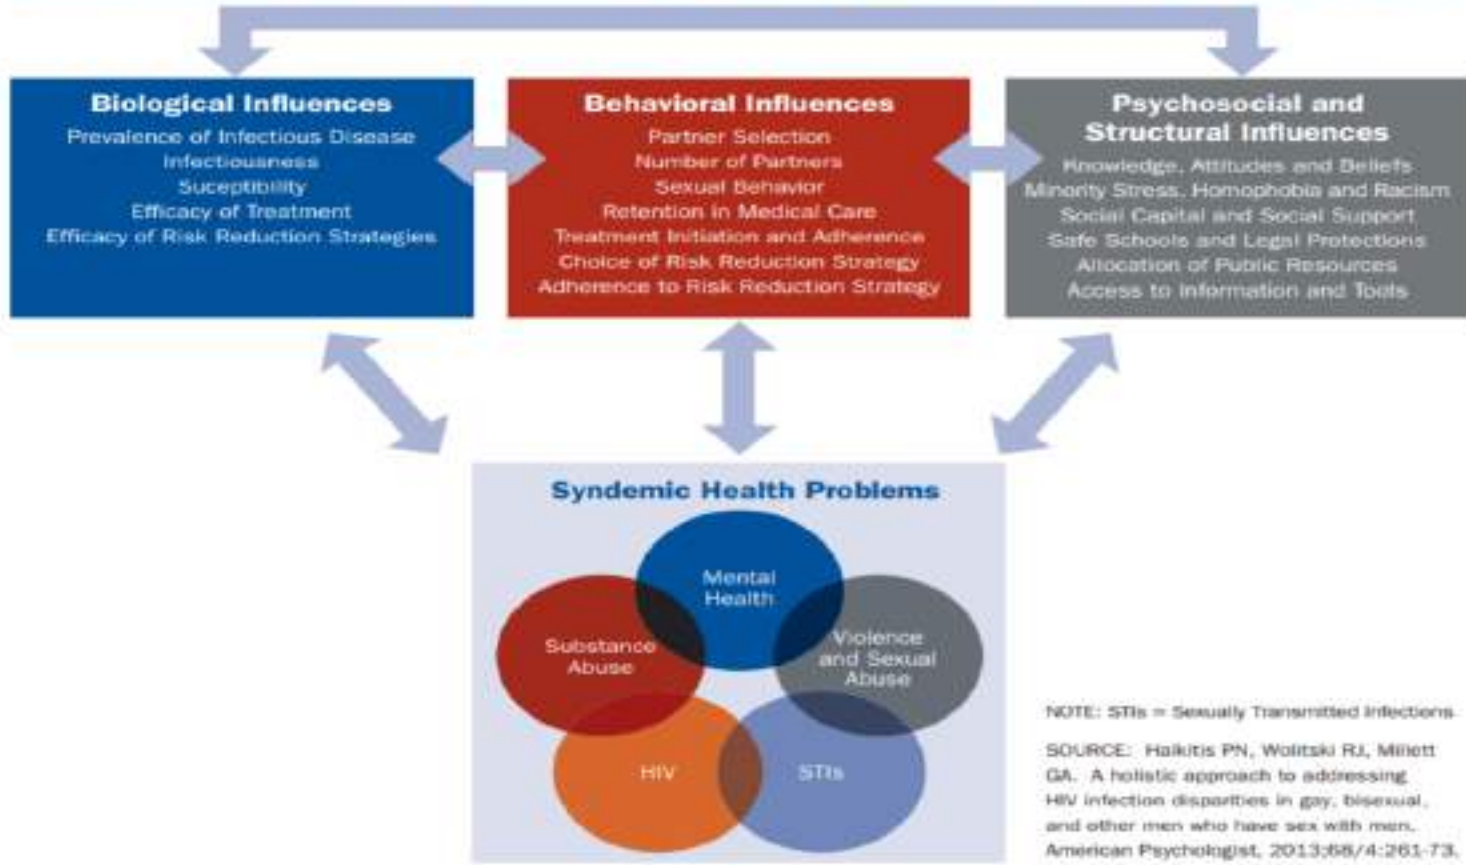 Biological Influences
Prevalence of Infectious Disease
Infectiousness
Suceptibility
Efficacy of Treatment
Efficacy of Risk Reduction Strategies
Behavioral Influences
Partner Selection
Number of Partners
Sexual Behavior
Retention in Medical Care
Treatment Initiation and Adherence
Choice of Risk Reduction Strategy
Adherence to Risk Reduction Strategy
Psychosocial and
Structural Influences
Knowledge, Attitudes and Beliefs
Minority Stress, Homophobia and Racism
Social Capital and Social Support
Safe Schools and Legal Protections
Allocation of Public Resources
Access to Information and Tools
Syndemic Health Problems
Mental
Health
Substance
Abuse
Violence
and Sexual
Abuse
HIV
STIs
NOTE: STIs = Sexually Transmitted Infections
SOURCE: Halkitis PN, Wolitski RJ, Millett
GA. A holistic approach to addressing
HIV infection disparities in gay, bisexual,
and other men who have sex with men.
American Psychologist, 2013;68/4:261-73.